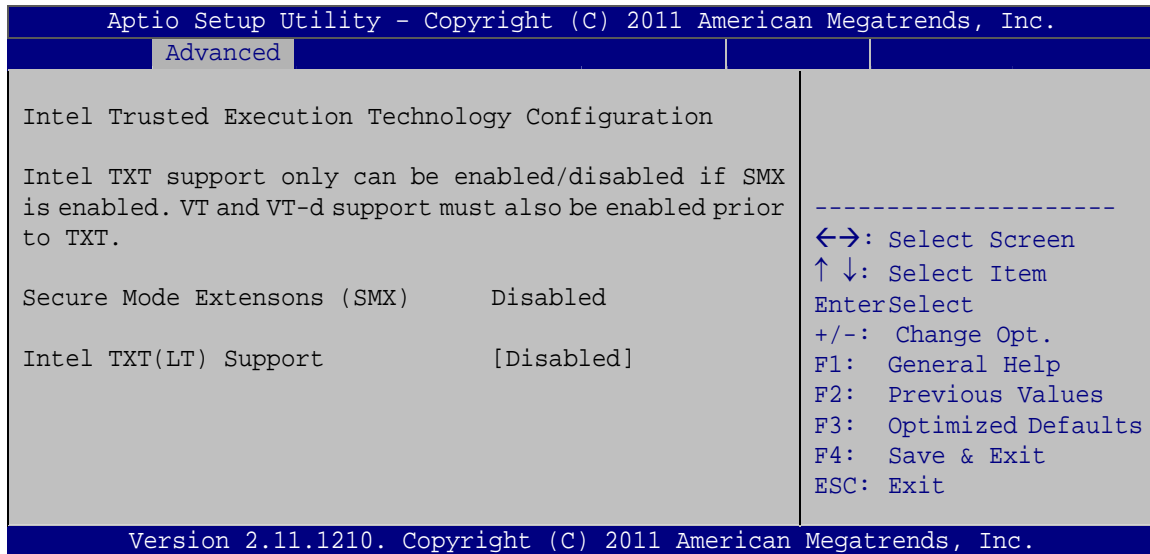 Aptio Setup Utility – Copyright (C) 2011 American Megatrends, Inc.
Advanced
Intel Trusted Execution Technology Configuration
Intel TXT support only can be enabled/disabled if SMX
is enabled. VT and VT-d support must also be enabled prior
to TXT.
Secure Mode Extensons (SMX) Disabled
Intel TXT(LT) Support [Disabled]
---------------------
←→: Select Screen
↑ ↓: Select Item
EnterSelect
+/-: Change Opt.
F1: General Help
F2: Previous Values
F3: Optimized Defaults
F4: Save & Exit
ESC: Exit
Version 2.11.1210. Copyright (C) 2011 American Megatrends, Inc.